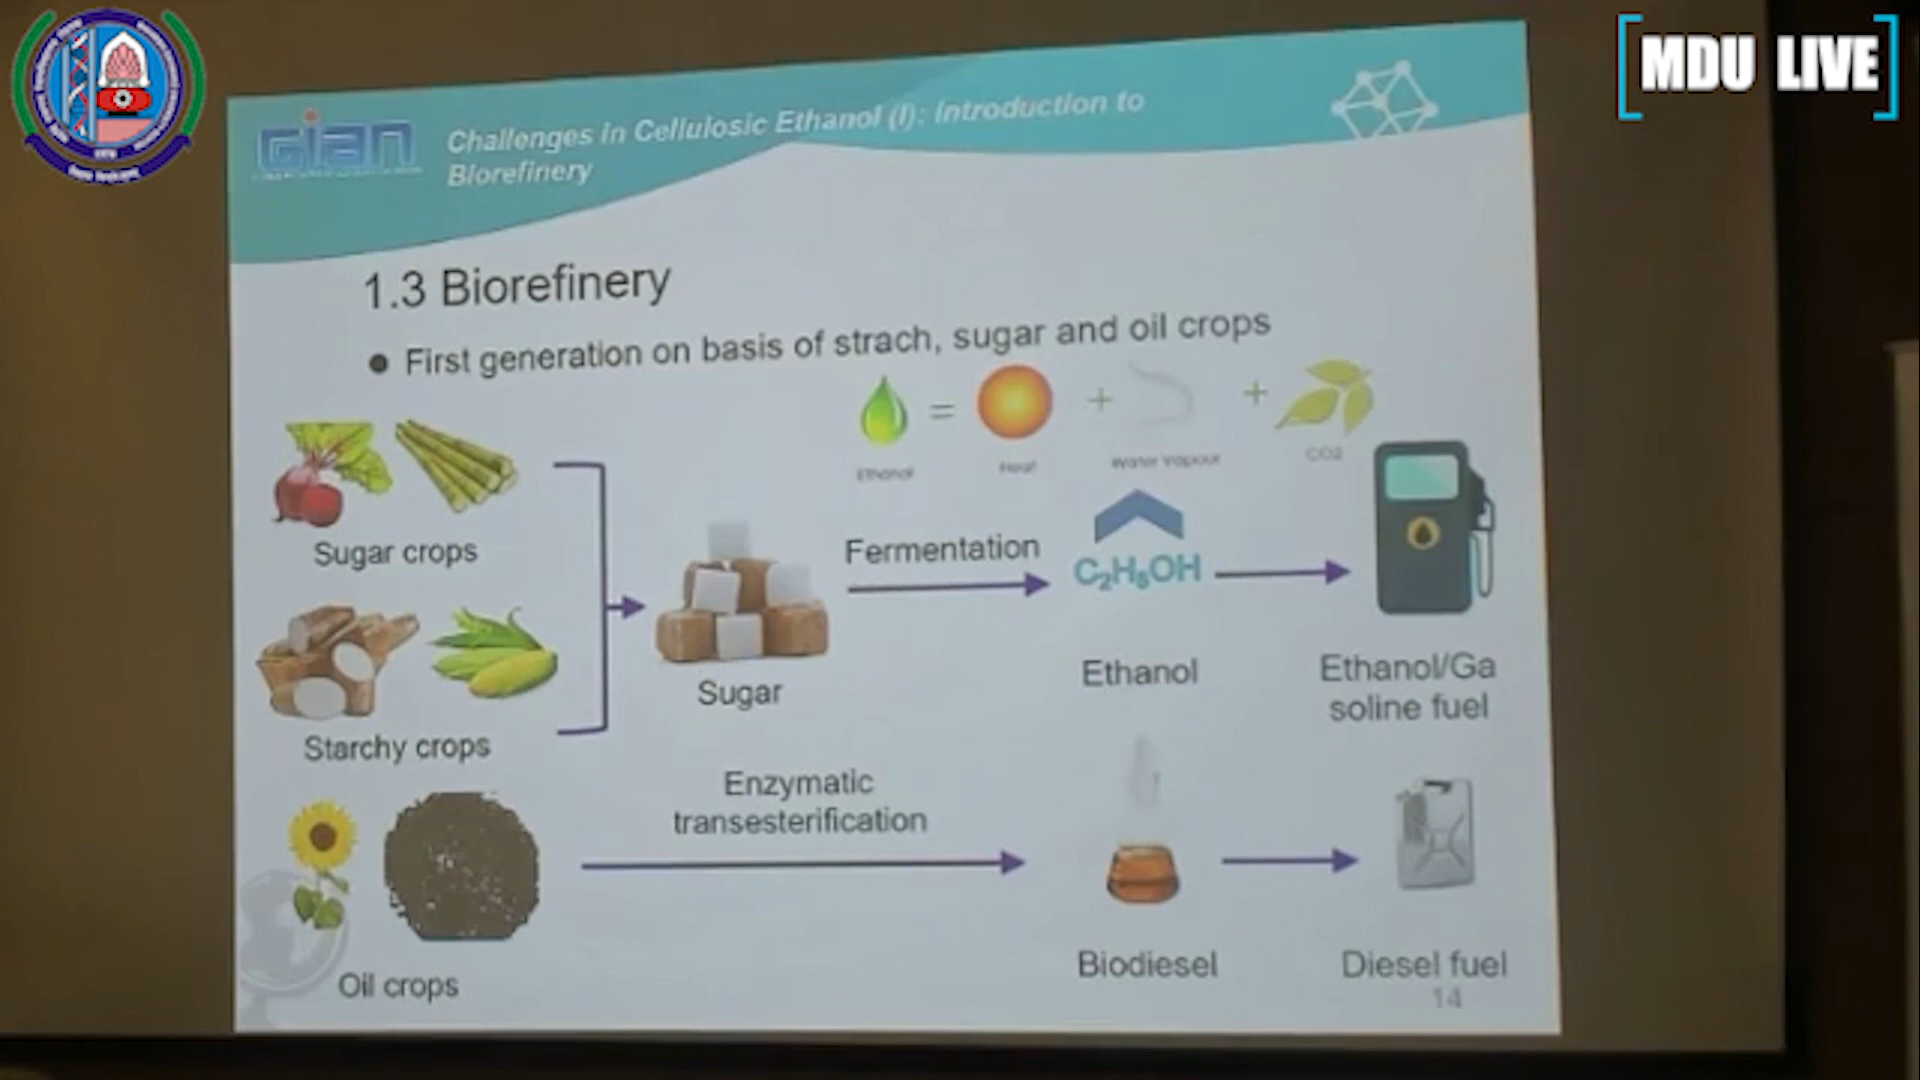 MDU LIVE
GIAN
Challenges in Cellulosic Ethanol (I): Introduction to
Biorefinery
1.3 Biorefinery
● First generation on basis of strach, sugar and oil crops
= + +
Ethanol Heat Water Vapour CO2
Sugar crops
Fermentation
C₂H₅OH
Sugar
Ethanol
Ethanol/Ga
soline fuel
Starchy crops
Enzymatic
transesterification
Oil crops
Biodiesel
Diesel fuel
14